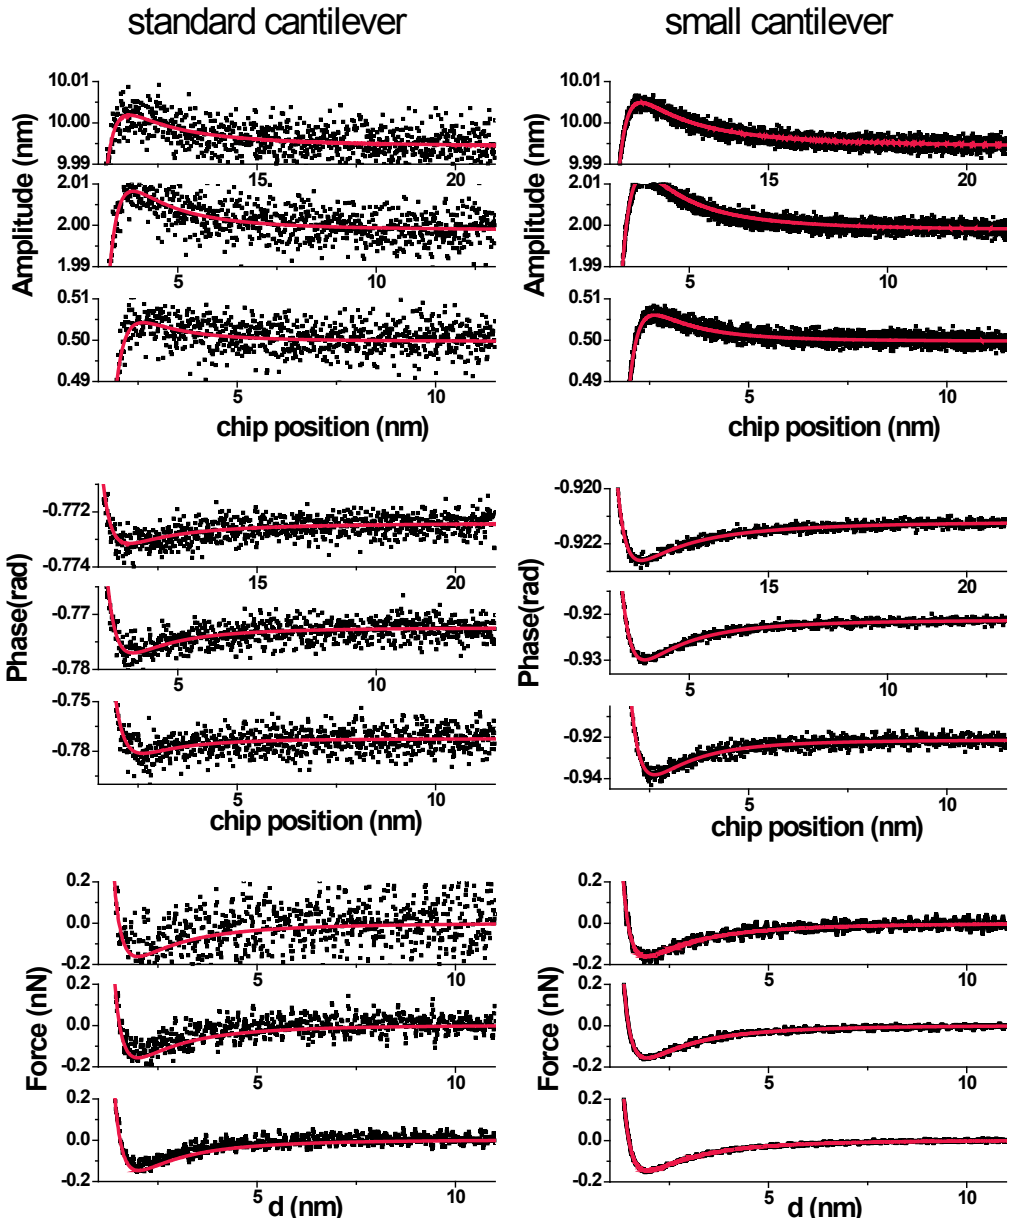 standard cantilever small cantilever
10.01 10.01
10.00 10.00
9.99 9.99
15 20 15 20
2.01 2.01
2.00 2.00
1.99 1.99
5 10 5 10
0.51 0.51
0.50 0.50
0.49 0.49
5 10 5 10
Amplitude (nm) Amplitude (nm)
chip position (nm) chip position (nm)
-0.772 -0.920
-0.774 -0.922
15 20 15 20
-0.77 -0.92
-0.78 -0.93
5 10 5 10
-0.75 -0.92
-0.78 -0.94
5 10 5 10
Phase(rad) Phase(rad)
chip position (nm) chip position (nm)
0.2 0.2
0.0 0.0
-0.2 -0.2
5 10 5 10
0.2 0.2
0.0 0.0
-0.2 -0.2
5 10 5 10
0.2 0.2
0.0 0.0
-0.2 -0.2
5 10 5 10
Force (nN) Force (nN)
d (nm) d (nm)